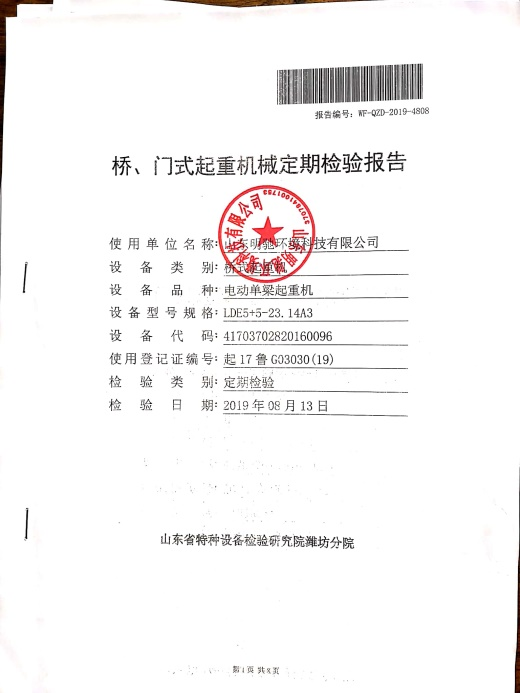 报告编号：WF-QZD-2019-4808
桥、门式起重机械定期检验报告
使用单位名称：山东明驰环境科技有限公司
设备类别：桥式起重机
设备品种：电动单梁起重机
设备型号规格：LDE5+5-23.14A3
设备代码：41703702820160096
使用登记证编号：起17鲁G03030(19)
检验类别：定期检验
检验日期：2019年08月13日
山东省特种设备检验研究院潍坊分院
第1页 共8页